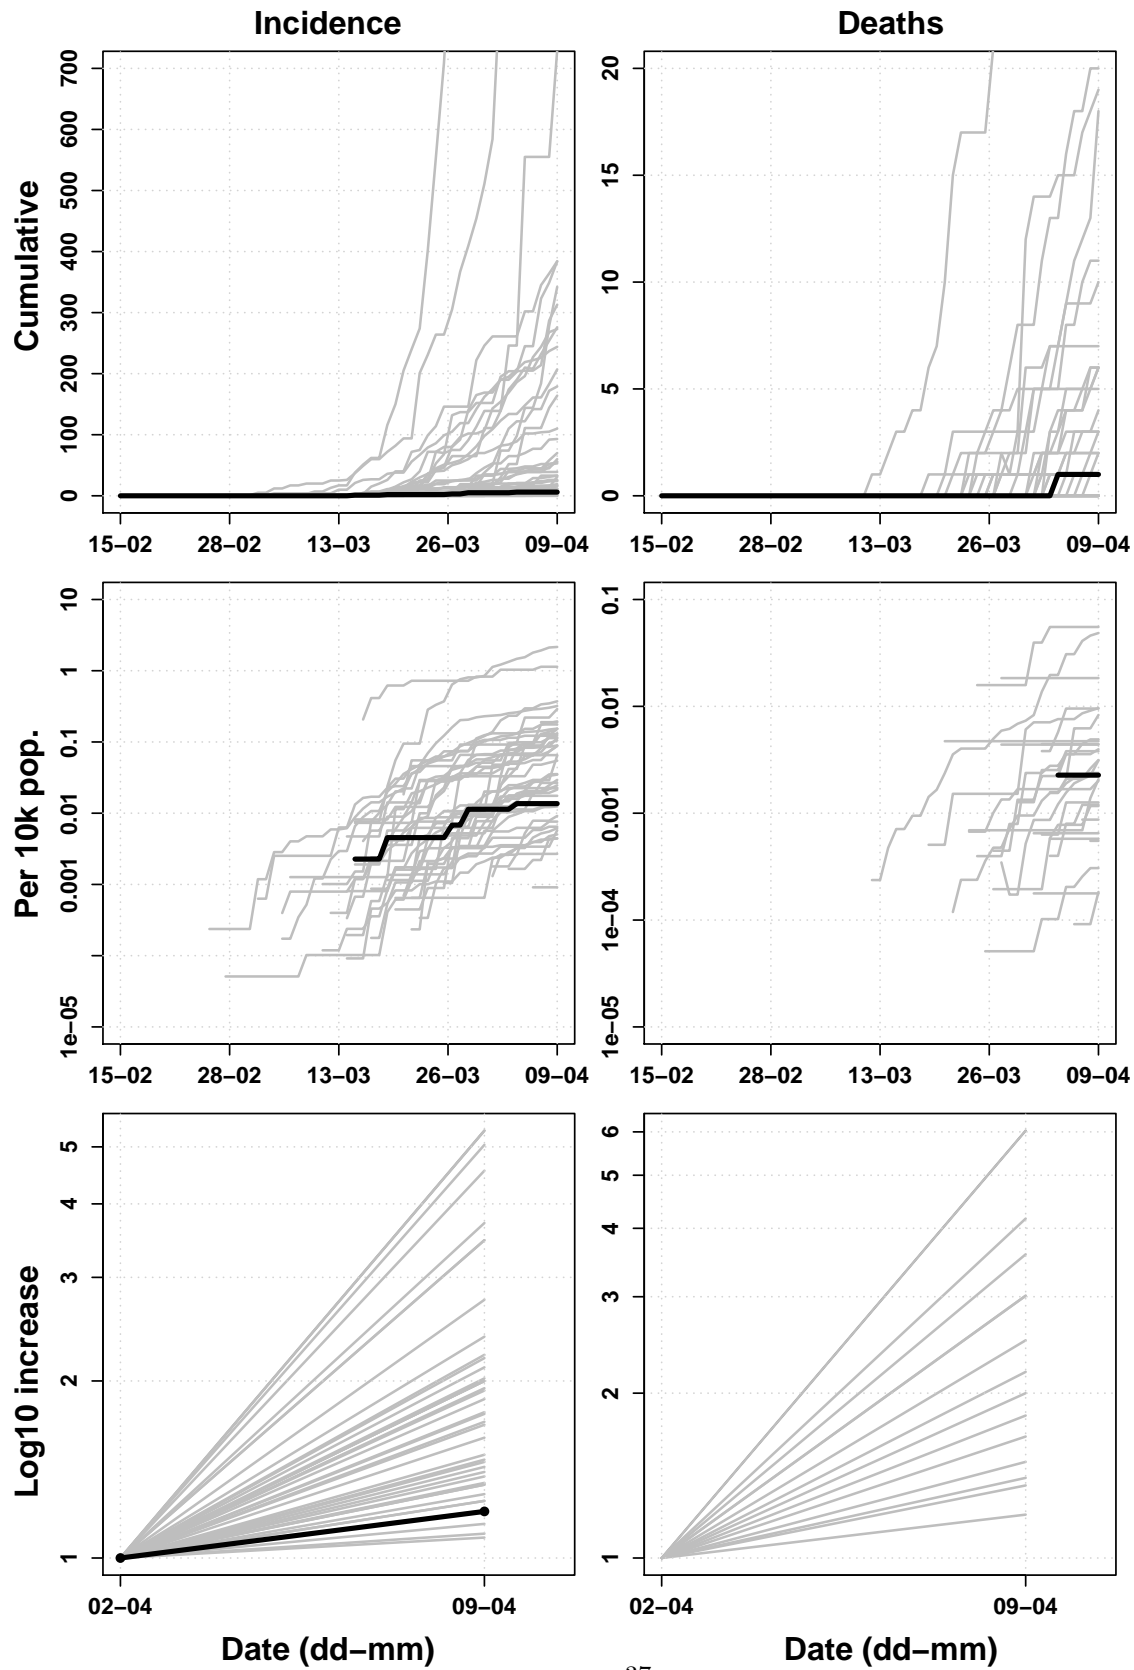 Incidence
Deaths
Cumulative
0 100 200 300 400 500 600 700
15−02 28−02 13−03 26−03 09−04
0 5 10 15 20
15−02 28−02 13−03 26−03 09−04
Per 10k pop.
1e−05 0.001 0.01 0.1 1 10
15−02 28−02 13−03 26−03 09−04
1e−05 1e−04 0.001 0.01 0.1
15−02 28−02 13−03 26−03 09−04
Log10 increase
1 2 3 4 5
02−04 09−04
1 2 3 4 5 6
02−04 09−04
Date (dd−mm)
Date (dd−mm)